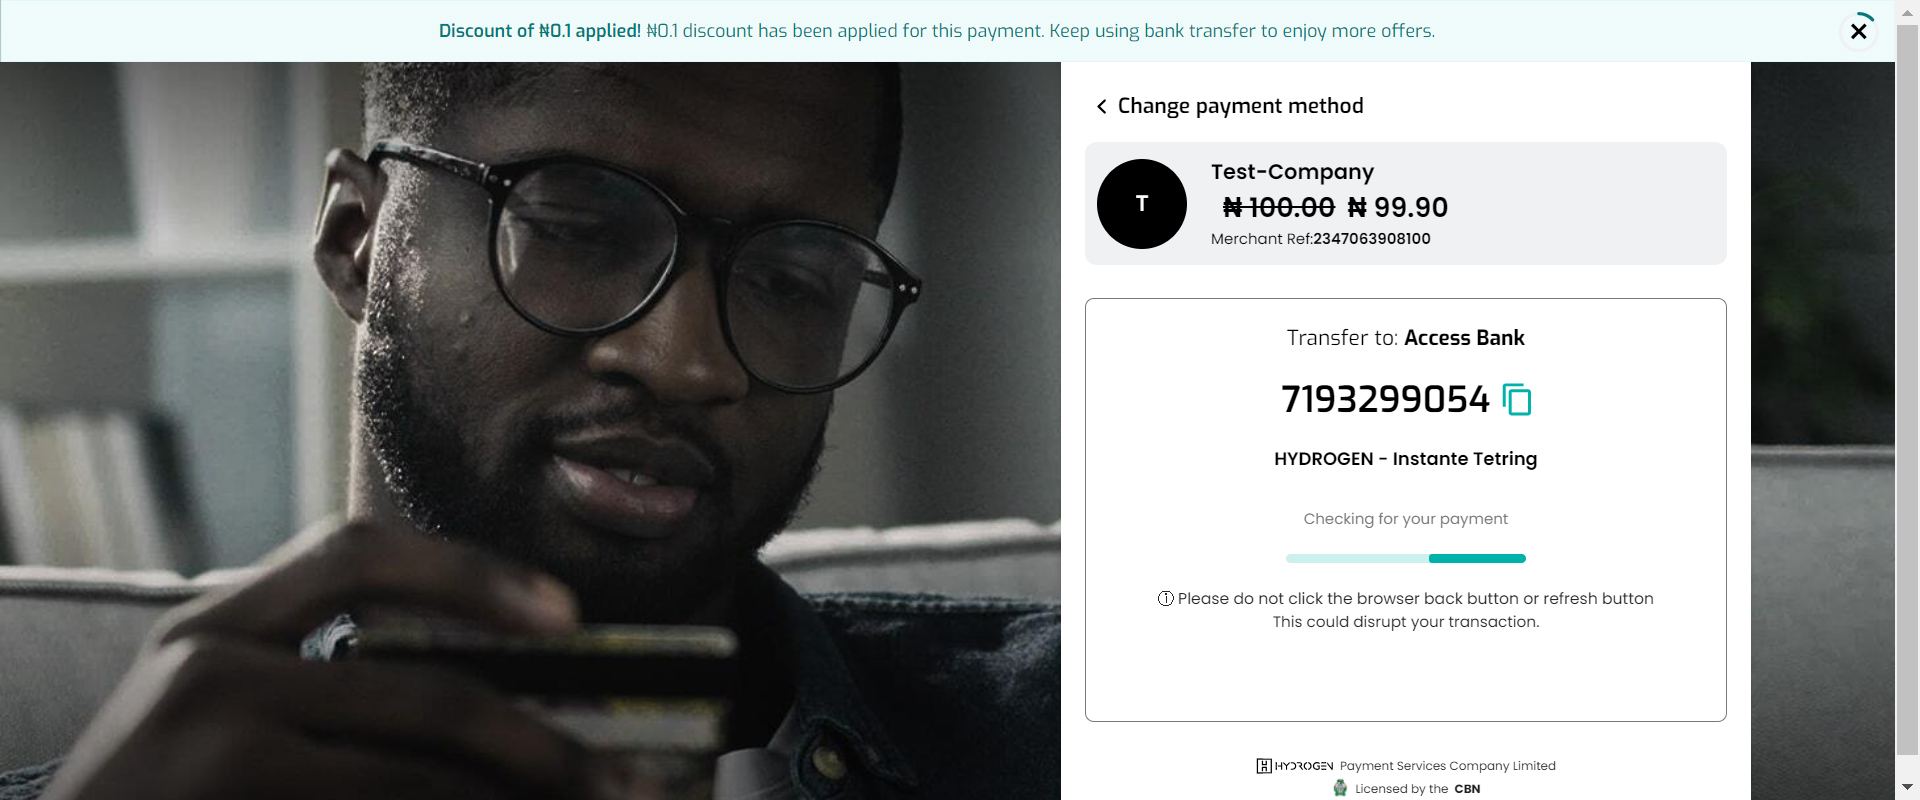 Discount of ₦0.1 applied! ₦0.1 discount has been applied for this payment. Keep using bank transfer to enjoy more offers.
Change payment method
T
Test-Company
₦ 100.00 ₦ 99.90
Merchant Ref:2347063908100
Transfer to: Access Bank
7193299054
HYDROGEN - Instante Tetring
Checking for your payment
Please do not click the browser back button or refresh button
This could disrupt your transaction.
HYDROGEN Payment Services Company Limited
Licensed by the CBN